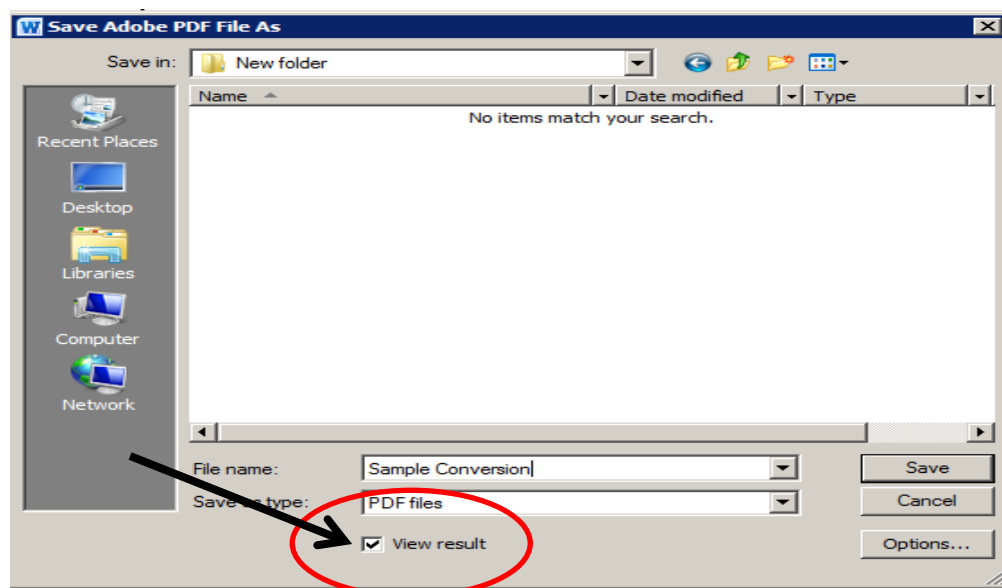 Save Adobe PDF File As
Save in: New folder
Name Date modified Type
No items match your search.
Recent Places
Desktop
Libraries
Computer
Network
File name: Sample Conversion Save
Save as type: PDF files Cancel
View result Options...